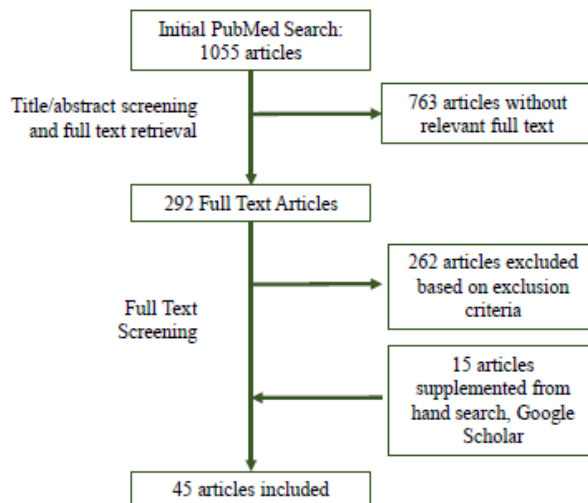 Initial PubMed Search:
1055 articles
Title/abstract screening
and full text retrieval
763 articles without
relevant full text
292 Full Text Articles
262 articles excluded
based on exclusion
criteria
Full Text
Screening
15 articles
supplemented from
hand search, Google
Scholar
45 articles included